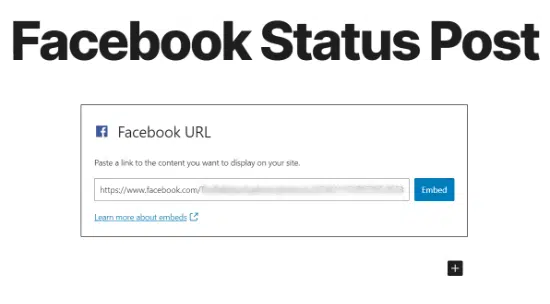 Facebook Status Post
Facebook URL
Paste a link to the content you want to display on your site.
https://www.facebook.com/
Embed
Learn more about embeds